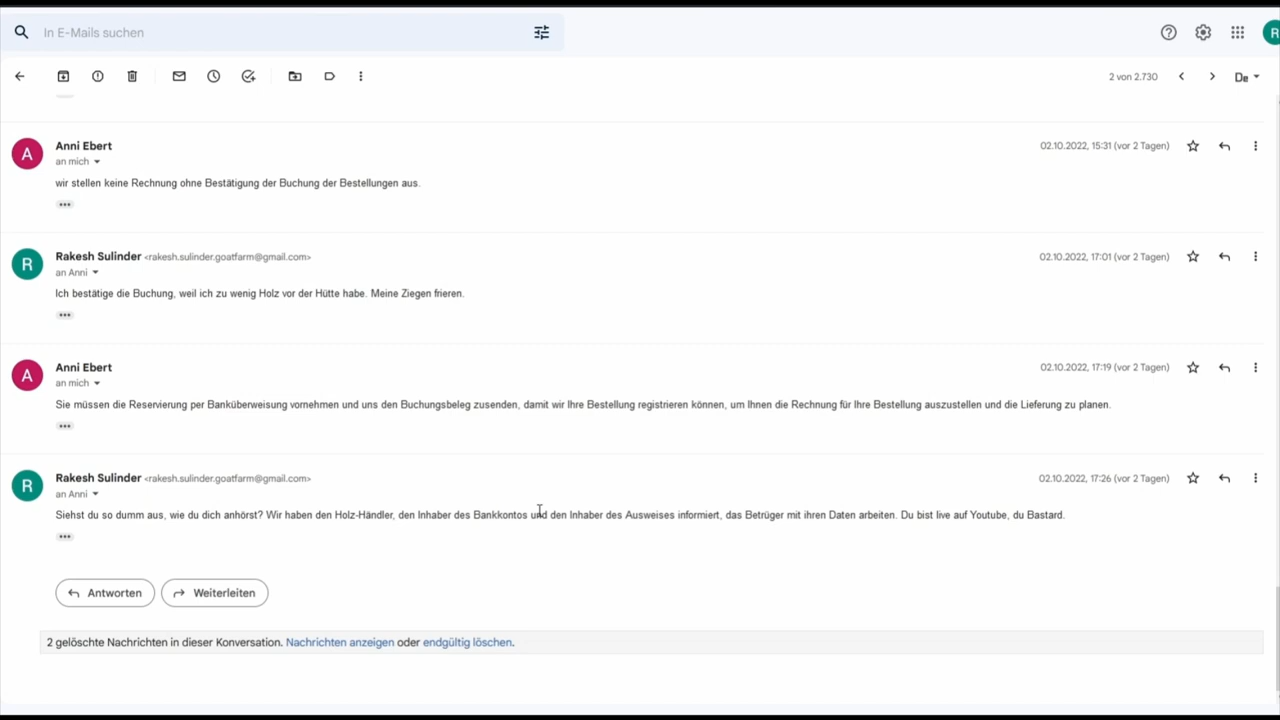 In E-Mails suchen
R
2 von 2.730
De
Anni Ebert
02.10.2022, 15:31 (vor 2 Tagen)
A
an mich
wir stellen keine Rechnung ohne Bestätigung der Buchung der Bestellungen aus.
Rakesh Sulinder <rakesh.sulinder.goatfarm@gmail.com>
02.10.2022, 17:01 (vor 2 Tagen)
R
an Anni
Ich bestätige die Buchung, weil ich zu wenig Holz vor der Hütte habe. Meine Ziegen frieren.
Anni Ebert
02.10.2022, 17:19 (vor 2 Tagen)
A
an mich
Sie müssen die Reservierung per Banküberweisung vornehmen und uns den Buchungsbeleg zusenden, damit wir Ihre Bestellung registrieren können, um Ihnen die Rechnung für Ihre Bestellung auszustellen und die Lieferung zu planen.
Rakesh Sulinder <rakesh.sulinder.goatfarm@gmail.com>
02.10.2022, 17:26 (vor 2 Tagen)
R
an Anni
Siehst du so dumm aus, wie du dich anhörst? Wir haben den Holz-Händler, den Inhaber des Bankkontos und den Inhaber des Ausweises informiert, das Betrüger mit ihren Daten arbeiten. Du bist live auf Youtube, du Bastard.
Antworten
Weiterleiten
2 gelöschte Nachrichten in dieser Konversation. Nachrichten anzeigen oder endgültig löschen.